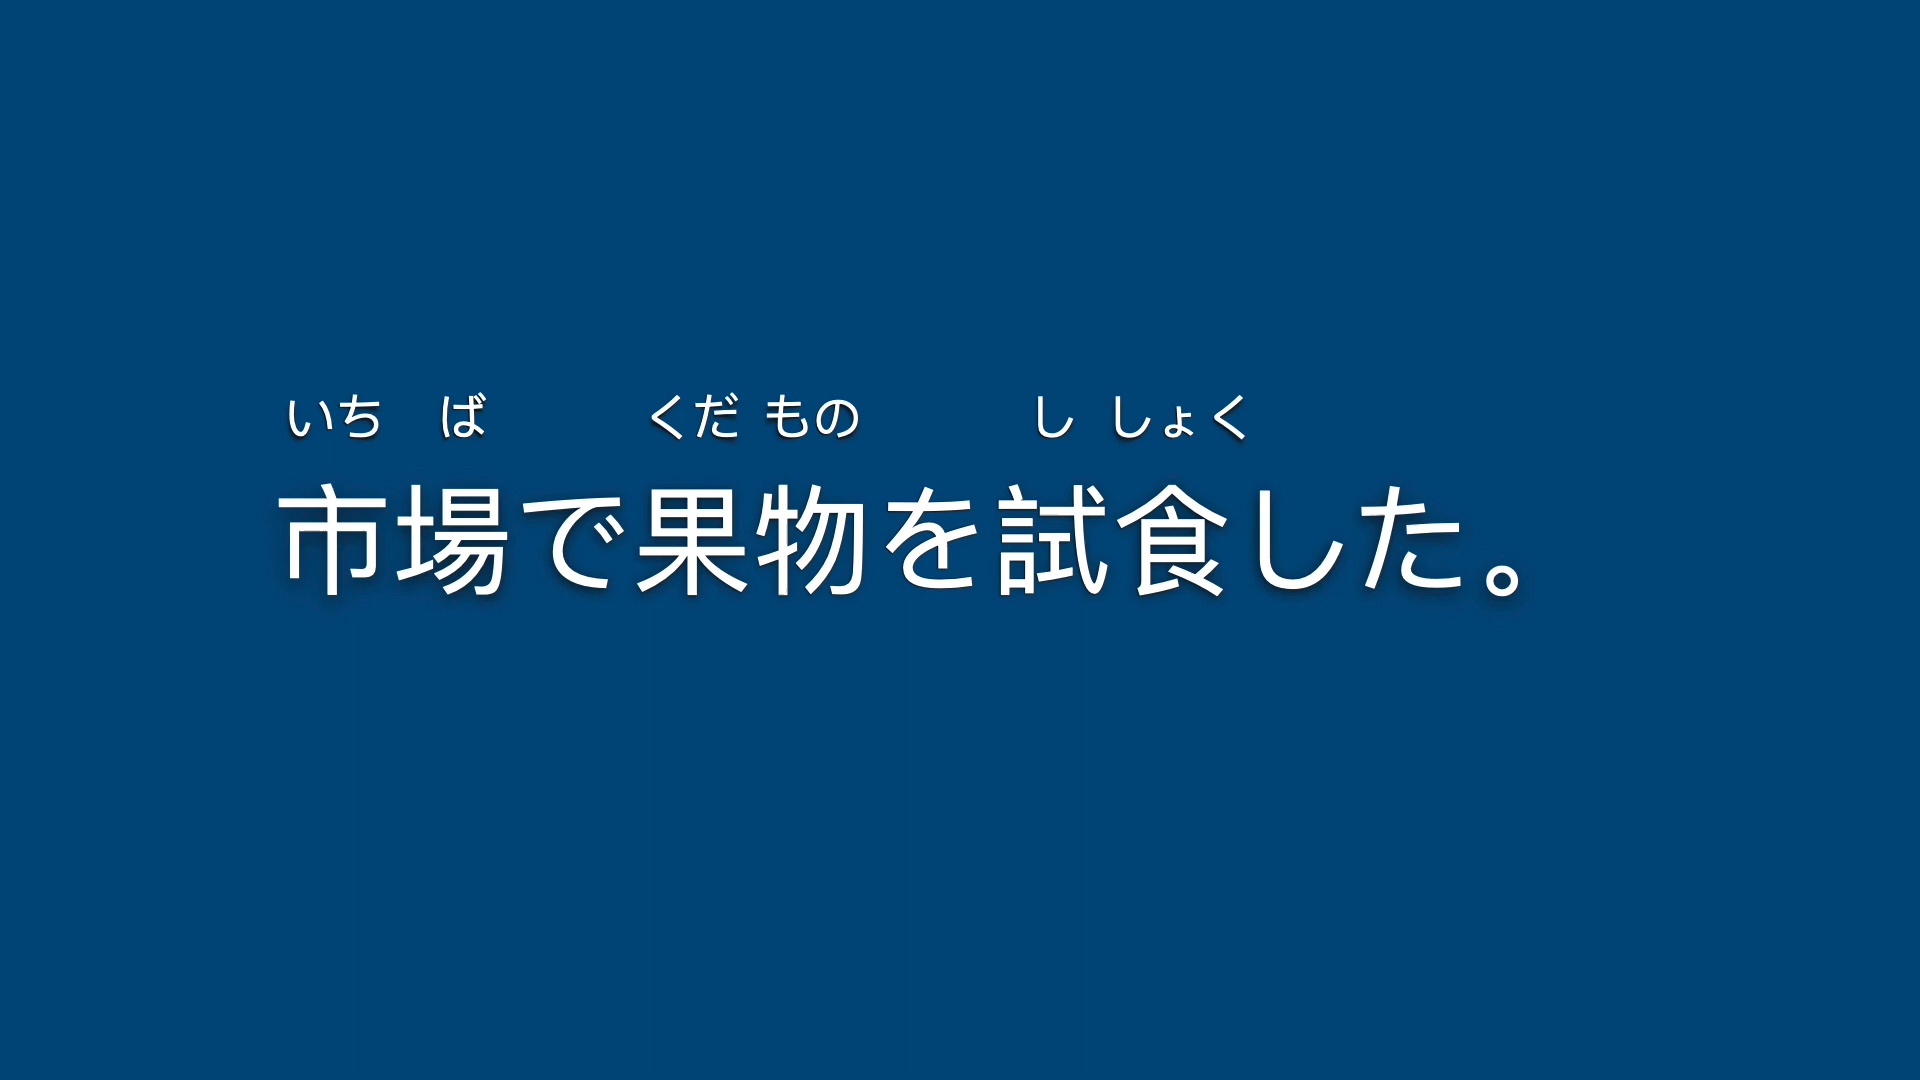 いち ば くだ もの し しょく
市場で果物を試食した。